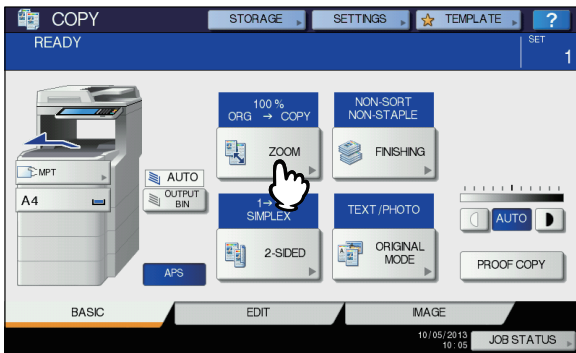 COPY
STORAGE
SETTINGS
TEMPLATE
?
READY
SET
1
100 %
ORG → COPY
ZOOM
NON-SORT
NON-STAPLE
FINISHING
MPT
A4
AUTO
OUTPUT
BIN
APS
1→
SIMPLEX
2-SIDED
TEXT/PHOTO
ORIGINAL
MODE
AUTO
PROOF COPY
BASIC
EDIT
IMAGE
10/05/2013
10:05
JOB STATUS